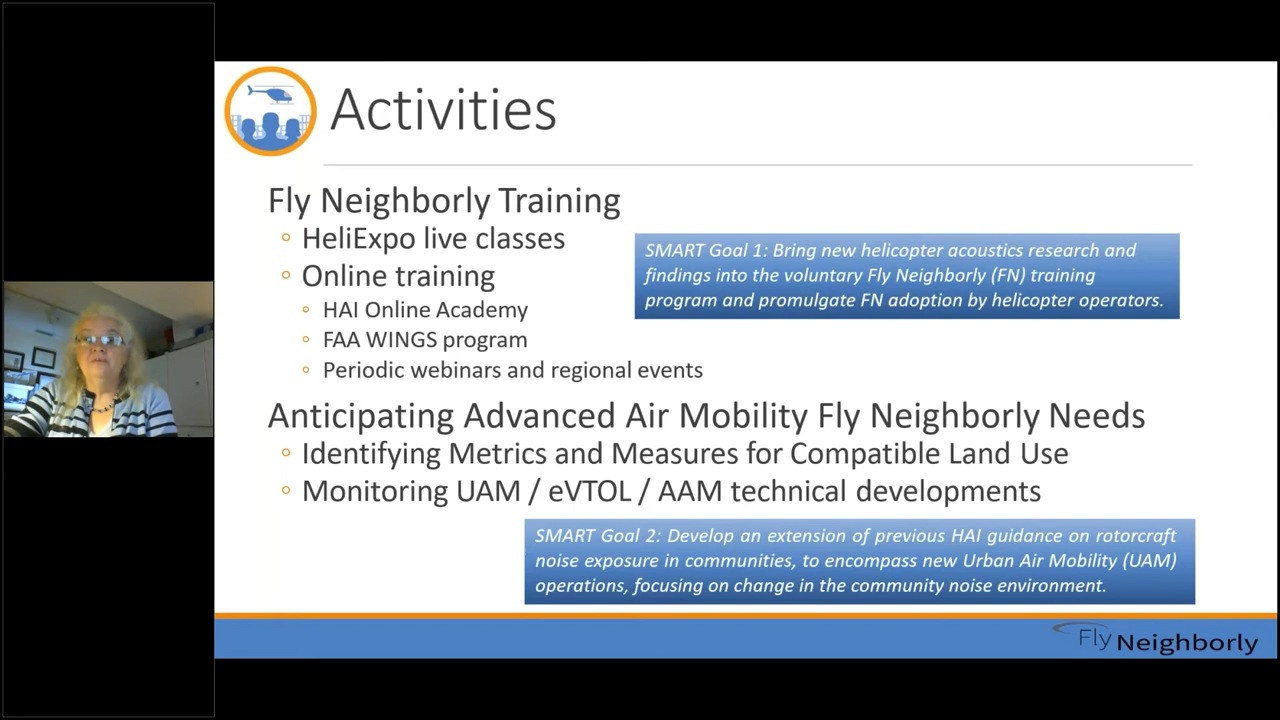 Activities
Fly Neighborly Training
HeliExpo live classes
Online training
HAI Online Academy
FAA WINGS program
Periodic webinars and regional events
SMART Goal 1: Bring new helicopter acoustics research and
findings into the voluntary Fly Neighborly (FN) training
program and promulgate FN adoption by helicopter operators.
Anticipating Advanced Air Mobility Fly Neighborly Needs
Identifying Metrics and Measures for Compatible Land Use
Monitoring UAM / eVTOL / AAM technical developments
SMART Goal 2: Develop an extension of previous HAI guidance on rotorcraft
noise exposure in communities, to encompass new Urban Air Mobility (UAM)
operations, focusing on change in the community noise environment.
Fly Neighborly